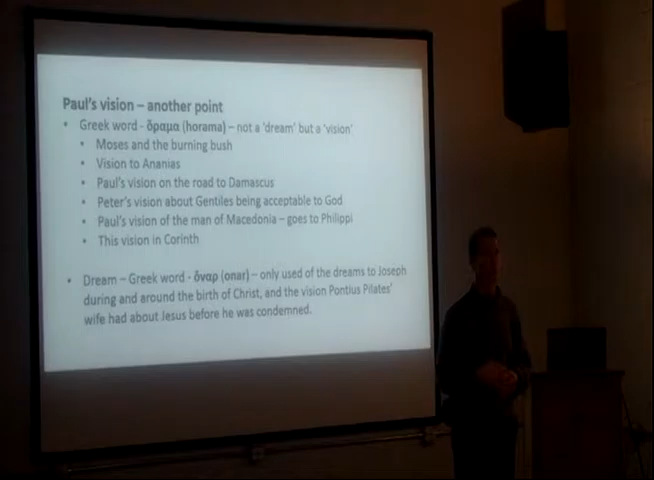 Paul's vision – another point
• Greek word - ὅραμα (horama) – not a 'dream' but a 'vision'
• Moses and the burning bush
• Vision to Ananias
• Paul's vision on the road to Damascus
• Peter's vision about Gentiles being acceptable to God
• Paul's vision of the man of Macedonia – goes to Philippi
• This vision in Corinth
• Dream – Greek word - ὄναρ (onar) – only used of the dreams to Joseph
during and around the birth of Christ, and the vision Pontius Pilates'
wife had about Jesus before he was condemned.